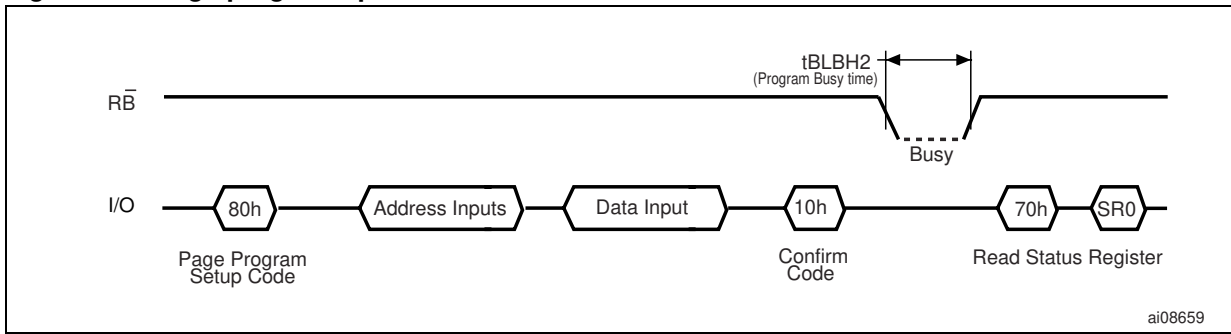 tBLBH2
(Program Busy time)
RB̅
Busy
I/O
80h
Address Inputs
Data Input
10h
70h
SR0
Page Program
Setup Code
Confirm
Code
Read Status Register
ai08659